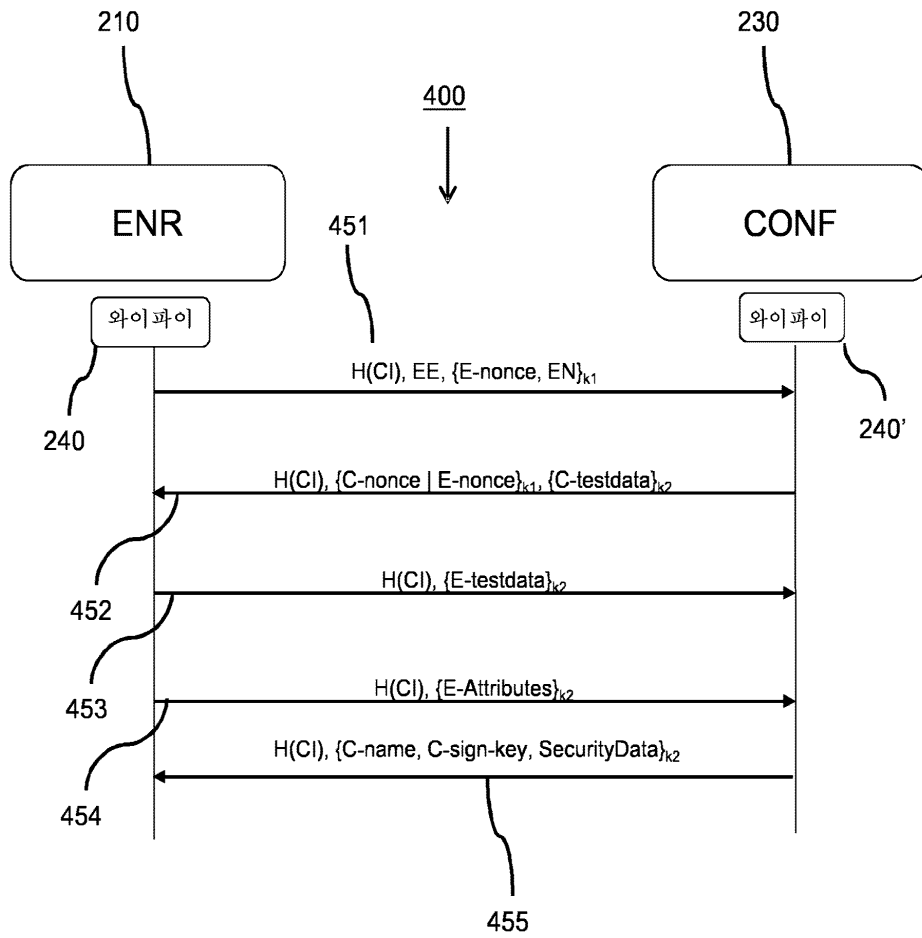 210
230
400
ENR
CONF
451
와이파이
와이파이
H(CI), EE, {E-nonce, EN}k1
240
240'
H(CI), {C-nonce | E-nonce}k1, {C-testdata}k2
452
H(CI), {E-testdata}k2
453
H(CI), {E-Attributes}k2
H(CI), {C-name, C-sign-key, SecurityData}k2
454
455